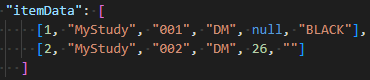 "itemData": [
[1, "MyStudy", "001", "DM", null, "BLACK"],
[2, "MyStudy", "002", "DM", 26, ""]
]